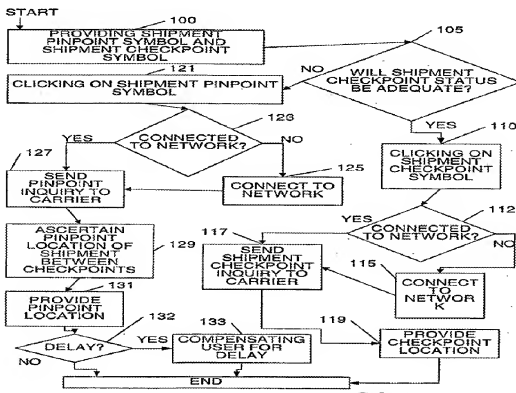 START
100
PROVIDING SHIPMENT
PINPOINT SYMBOL AND
SHIPMENT CHECKPOINT
SYMBOL
105
WILL SHIPMENT
CHECKPOINT STATUS
BE ADEQUATE?
NO
YES
121
CLICKING ON SHIPMENT PINPOINT
SYMBOL
123
CONNECTED
TO NETWORK?
YES
NO
125
CONNECT TO
NETWORK
127
SEND
PINPOINT
INQUIRY TO
CARRIER
ASCERTAIN
PINPOINT
LOCATION OF
SHIPMENT
BETWEEN
CHECKPOINTS
129
131
PROVIDE
PINPOINT
LOCATION
132
DELAY?
YES
NO
133
COMPENSATING
USER FOR
DELAY
110
CLICKING ON
SHIPMENT
CHECKPOINT
SYMBOL
112
CONNECTED
TO NETWORK?
YES
NO
115
CONNECT
TO
NETWOR
K
117
SEND
SHIPMENT
CHECKPOINT
INQUIRY TO
CARRIER
119
PROVIDE
CHECKPOINT
LOCATION
END